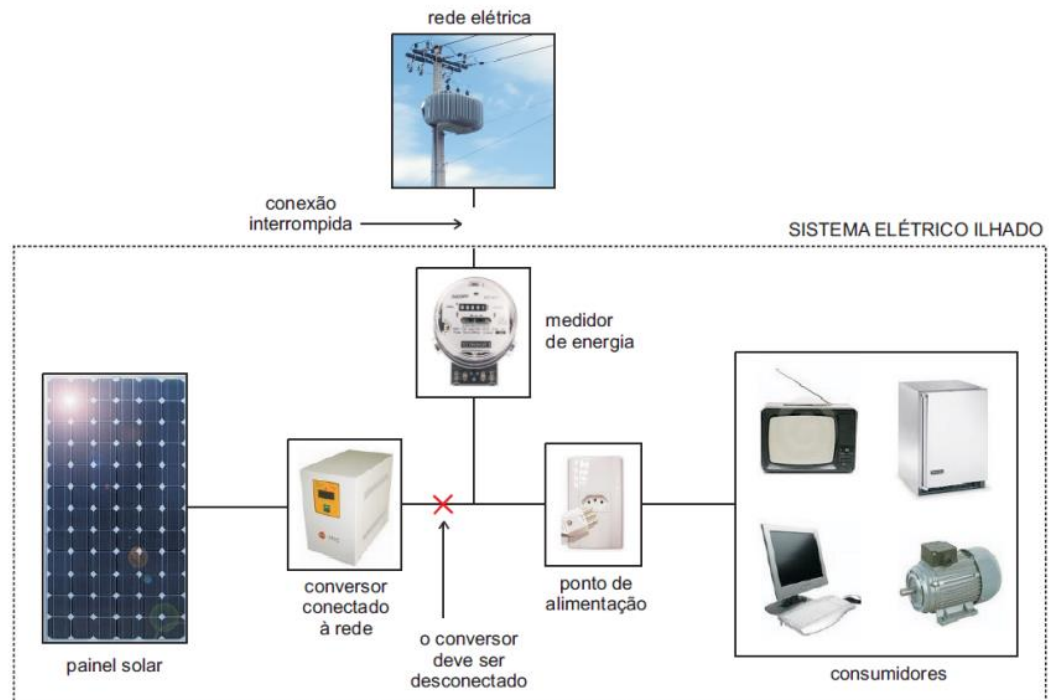 rede elétrica
conexão
interrompida
SISTEMA ELÉTRICO ILHADO
medidor
de energia
conversor
conectado
à rede
ponto de
alimentação
painel solar
o conversor
deve ser
desconectado
consumidores